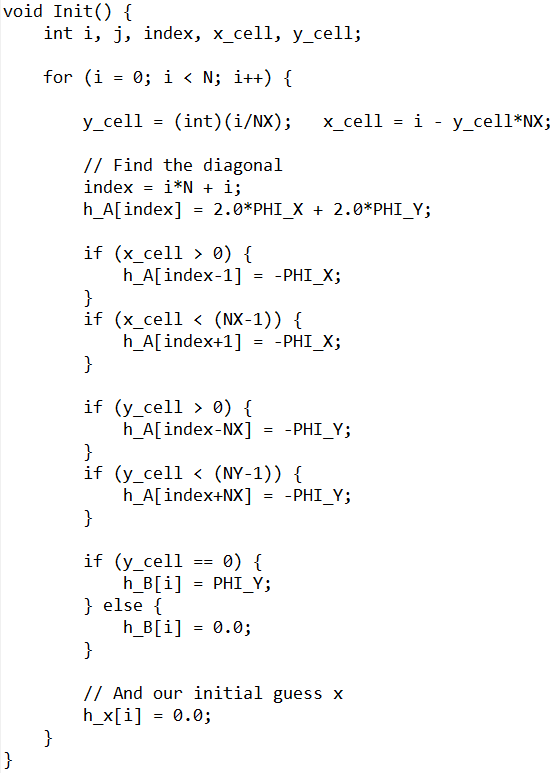 void Init() {
    int i, j, index, x_cell, y_cell;

    for (i = 0; i < N; i++) {

        y_cell = (int)(i/NX);   x_cell = i - y_cell*NX;

        // Find the diagonal
        index = i*N + i;
        h_A[index] = 2.0*PHI_X + 2.0*PHI_Y;

        if (x_cell > 0) {
            h_A[index-1] = -PHI_X;
        }
        if (x_cell < (NX-1)) {
            h_A[index+1] = -PHI_X;
        }

        if (y_cell > 0) {
            h_A[index-NX] = -PHI_Y;
        }
        if (y_cell < (NY-1)) {
            h_A[index+NX] = -PHI_Y;
        }

        if (y_cell == 0) {
            h_B[i] = PHI_Y;
        } else {
            h_B[i] = 0.0;
        }

        // And our initial guess x
        h_x[i] = 0.0;
    }
}